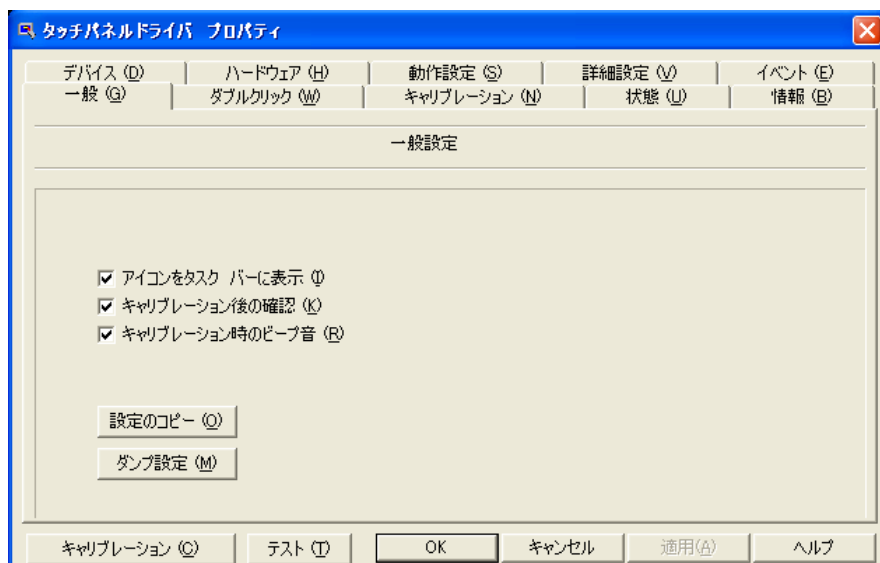 タッチパネルドライバ プロパティ
デバイス (D) ハードウェア (H) 動作設定 (S) 詳細設定 (V) イベント (E)
一般 (G) ダブルクリック (W) キャリブレーション (N) 状態 (U) 情報 (B)
一般設定
アイコンをタスク バーに表示 (I)
キャリブレーション後の確認 (K)
キャリブレーション時のビープ音 (R)
設定のコピー (O)
ダンプ設定 (M)
キャリブレーション (C) テスト (T) OK キャンセル 適用(A) ヘルプ